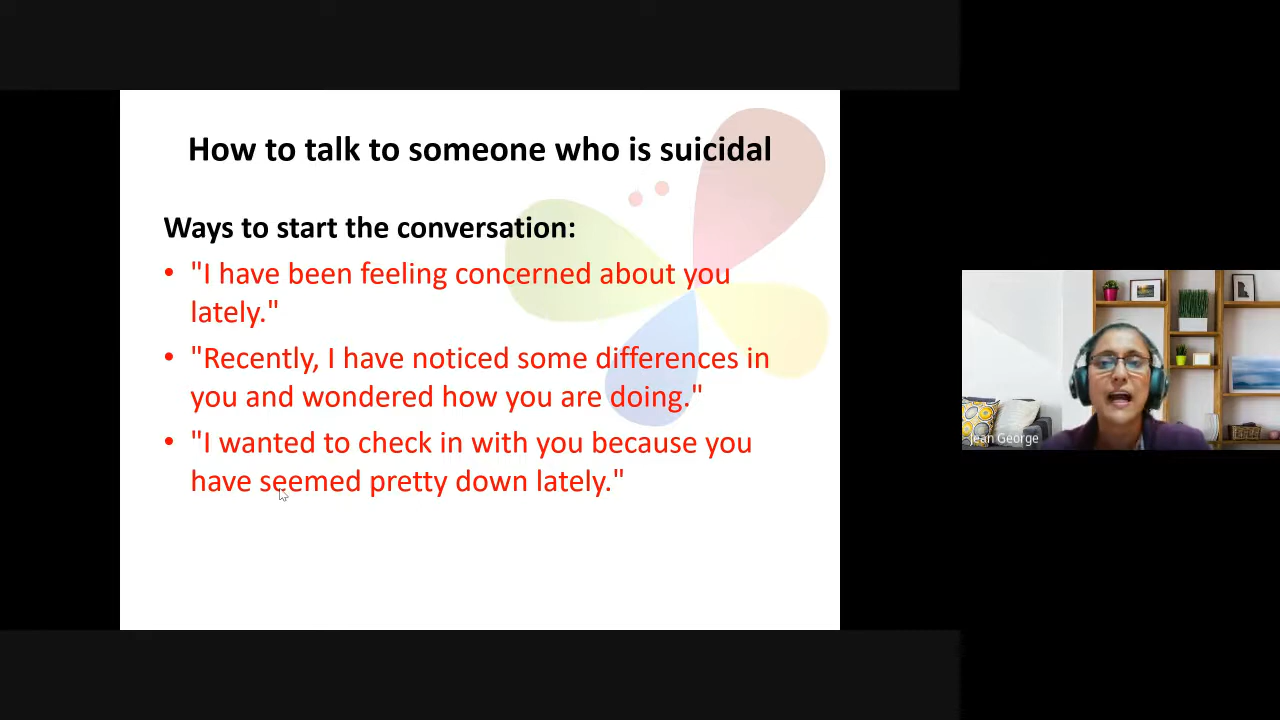 How to talk to someone who is suicidal
Ways to start the conversation:
• "I have been feeling concerned about you
lately."
• "Recently, I have noticed some differences in
you and wondered how you are doing."
• "I wanted to check in with you because you
have seemed pretty down lately."
Jean George